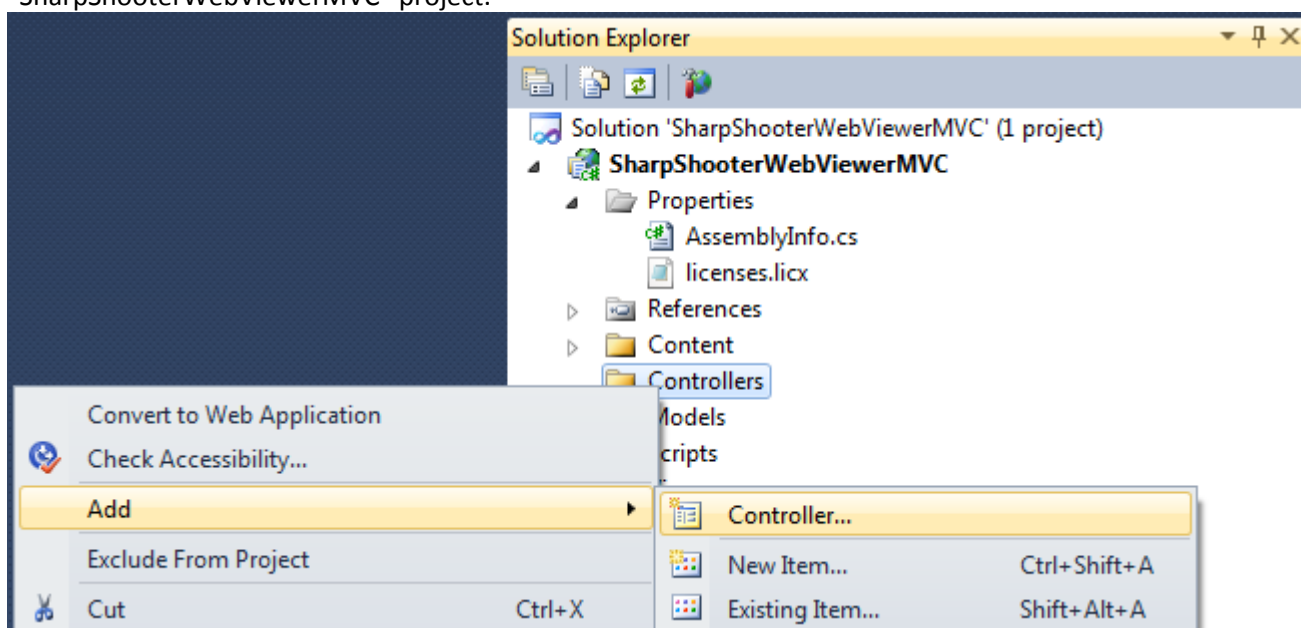 "SharpShooterWebViewerMVC" project.
Solution Explorer
Solution 'SharpShooterWebViewerMVC' (1 project)
SharpShooterWebViewerMVC
Properties
AssemblyInfo.cs
licenses.licx
References
Content
Controllers
Convert to Web Application
Models
Check Accessibility...
cripts
Add
Controller...
Exclude From Project
New Item... Ctrl+Shift+A
Cut Ctrl+X
Existing Item... Shift+Alt+A